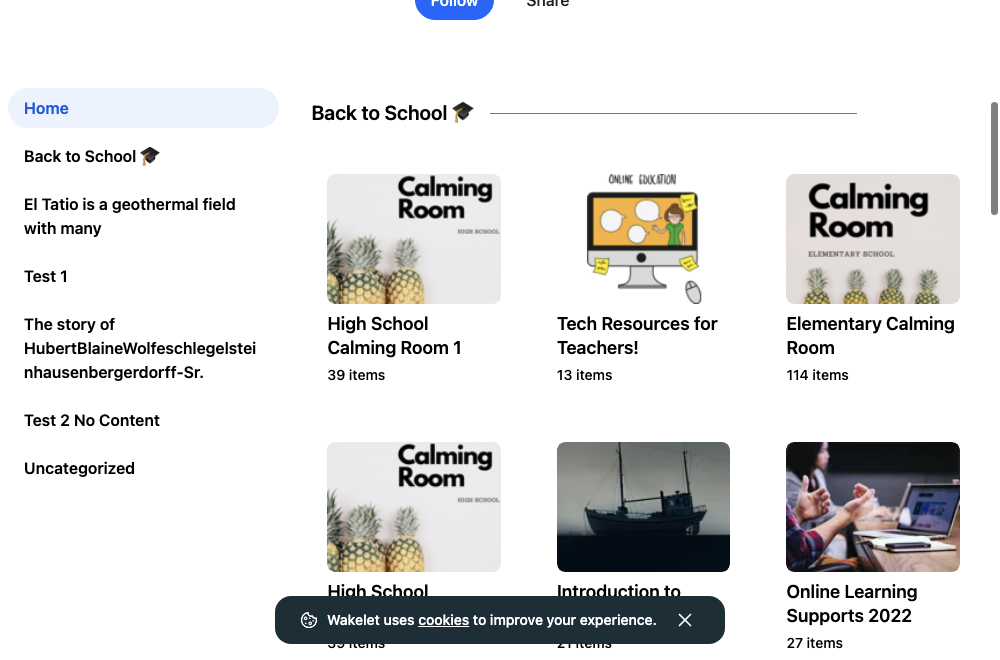 Follow
Share
Home
Back to School 🎓
El Tatio is a geothermal field
with many
Test 1
The story of
HubertBlaineWolfeschlegelstei
nhausenbergerdorff-Sr.
Test 2 No Content
Uncategorized
Back to School 🎓
Calming
Room
HIGH SCHOOL
High School
Calming Room 1
39 items
ONLINE EDUCATION
Tech Resources for
Teachers!
13 items
Calming
Room
ELEMENTARY SCHOOL
Elementary Calming
Room
114 items
Calming
Room
HIGH SCHOOL
High School
39 items
Introduction to
21 items
Online Learning
Supports 2022
27 items
Wakelet uses cookies to improve your experience.